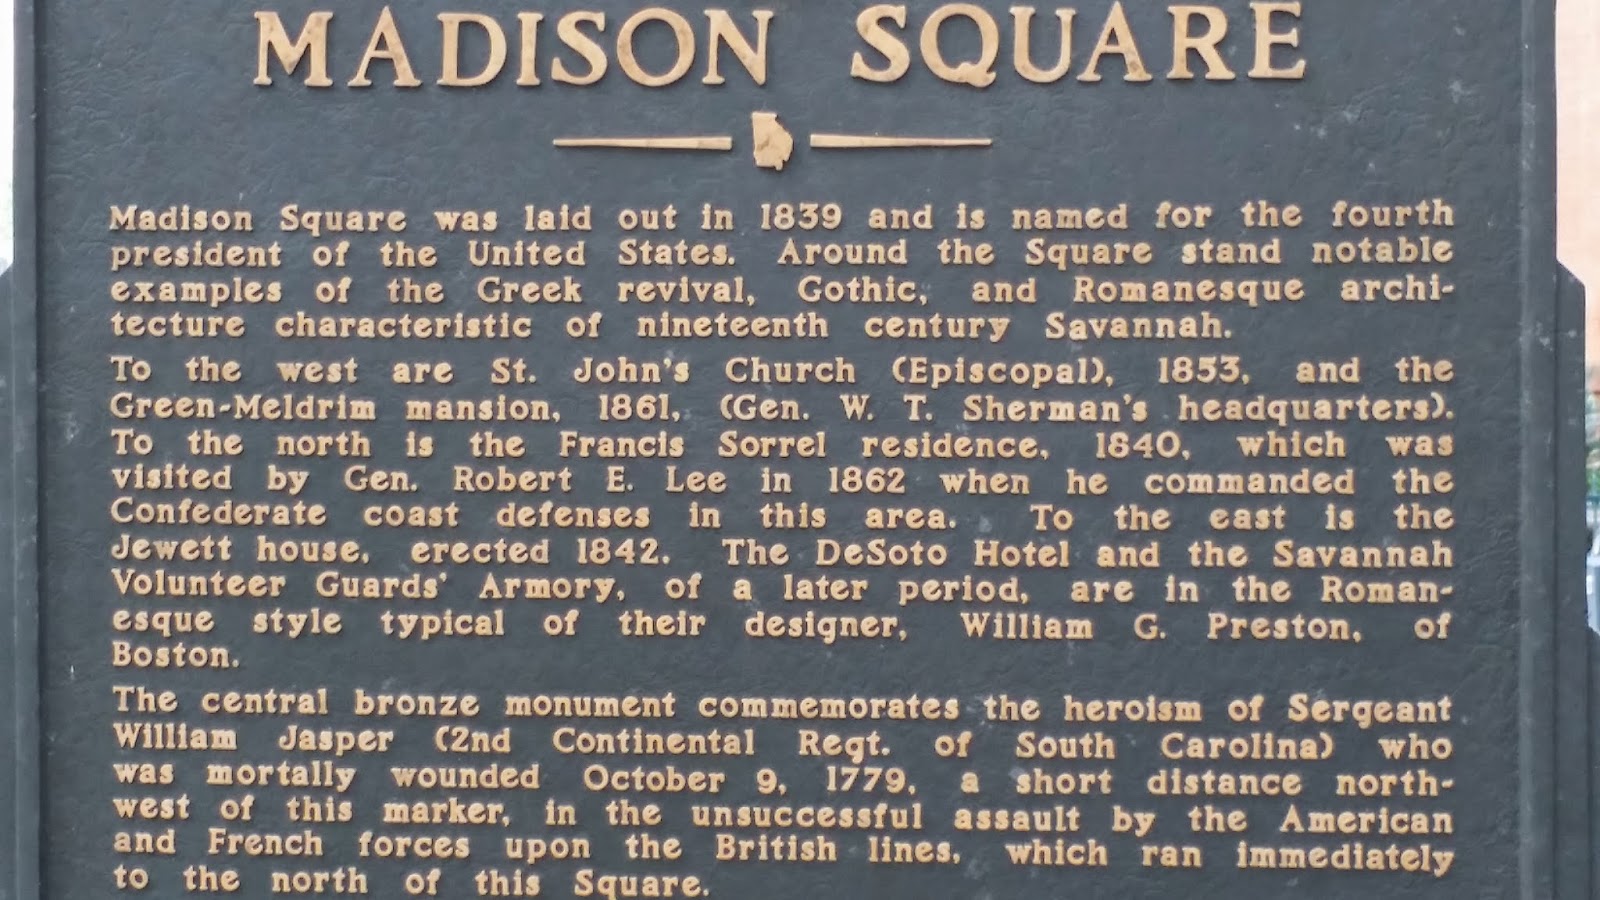 MADISON SQUARE
Madison Square was laid out in 1839 and is named for the fourth
president of the United States. Around the Square stand notable
examples of the Greek revival, Gothic, and Romanesque archi-
tecture characteristic of nineteenth century Savannah.
To the west are St. John's Church (Episcopal), 1853, and the
Green-Meldrim mansion, 1861, (Gen. W. T. Sherman's headquarters).
To the north is the Francis Sorrel residence, 1840, which was
visited by Gen. Robert E. Lee in 1862 when he commanded the
Confederate coast defenses in this area. To the east is the
Jewett house, erected 1842. The DeSoto Hotel and the Savannah
Volunteer Guards' Armory, of a later period, are in the Roman-
esque style typical of their designer, William G. Preston, of
Boston.
The central bronze monument commemorates the heroism of Sergeant
William Jasper (2nd Continental Regt. of South Carolina) who
was mortally wounded October 9, 1779, a short distance north-
west of this marker, in the unsuccessful assault by the American
and French forces upon the British lines, which ran immediately
to the north of this Square.